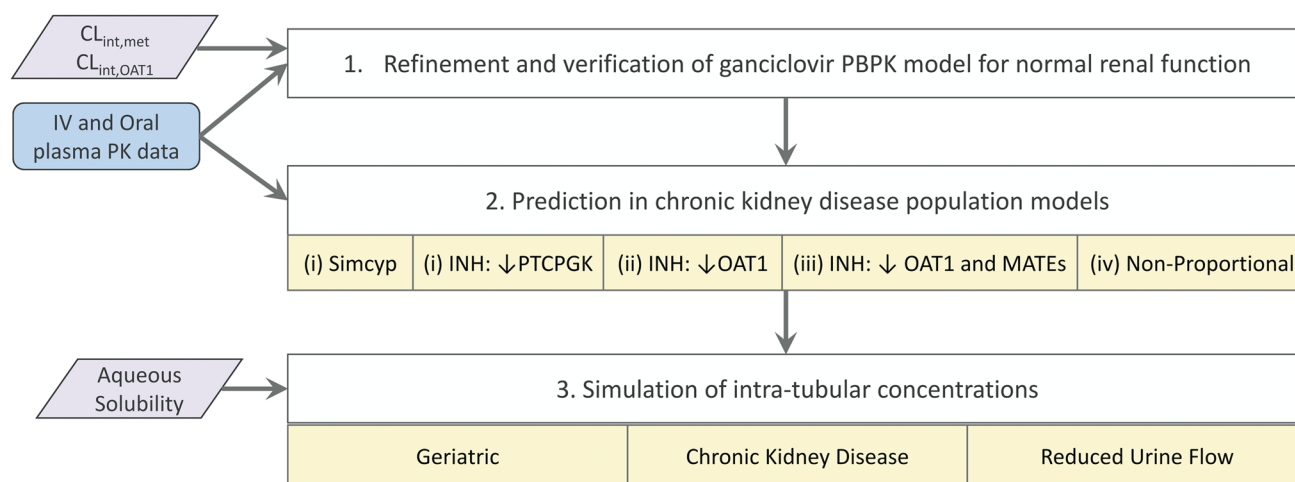 CLint,met
CLint,OAT1
1. Refinement and verification of ganciclovir PBPK model for normal renal function
IV and Oral
plasma PK data
2. Prediction in chronic kidney disease population models
(i) Simcyp
(i) INH: ↓PTCPGK
(ii) INH: ↓OAT1
(iii) INH: ↓ OAT1 and MATEs
(iv) Non-Proportional
Aqueous
Solubility
3. Simulation of intra-tubular concentrations
Geriatric
Chronic Kidney Disease
Reduced Urine Flow